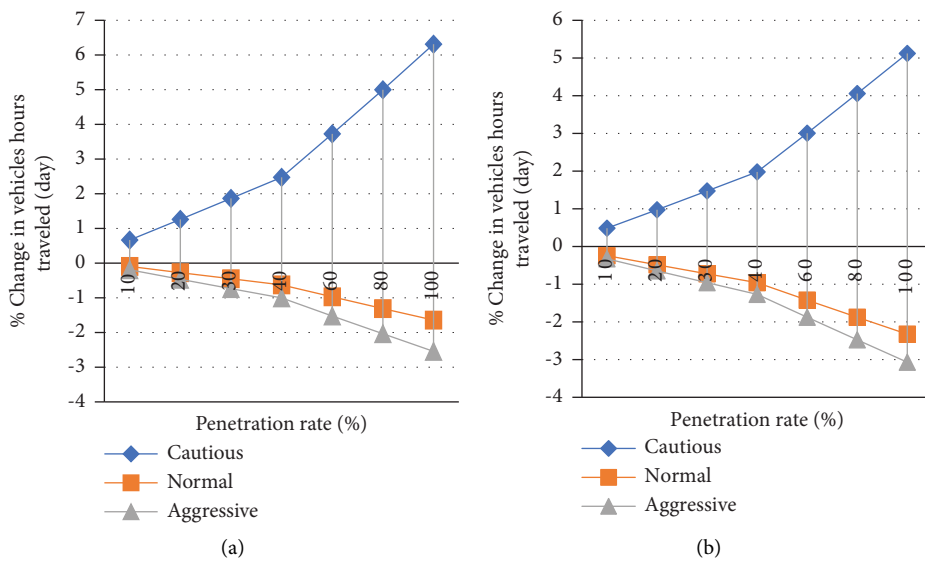 7
6
5
4
3
2
1
0
-1
-2
-3
-4
% Change in vehicles hours
traveled (day)
10
20
30
40
60
80
100
Penetration rate (%)
Cautious
Normal
Aggressive
(a)
6
5
4
3
2
1
0
-1
-2
-3
-4
% Change in vehicles hours
traveled (day)
10
20
30
40
60
80
100
Penetration rate (%)
Cautious
Normal
Aggressive
(b)